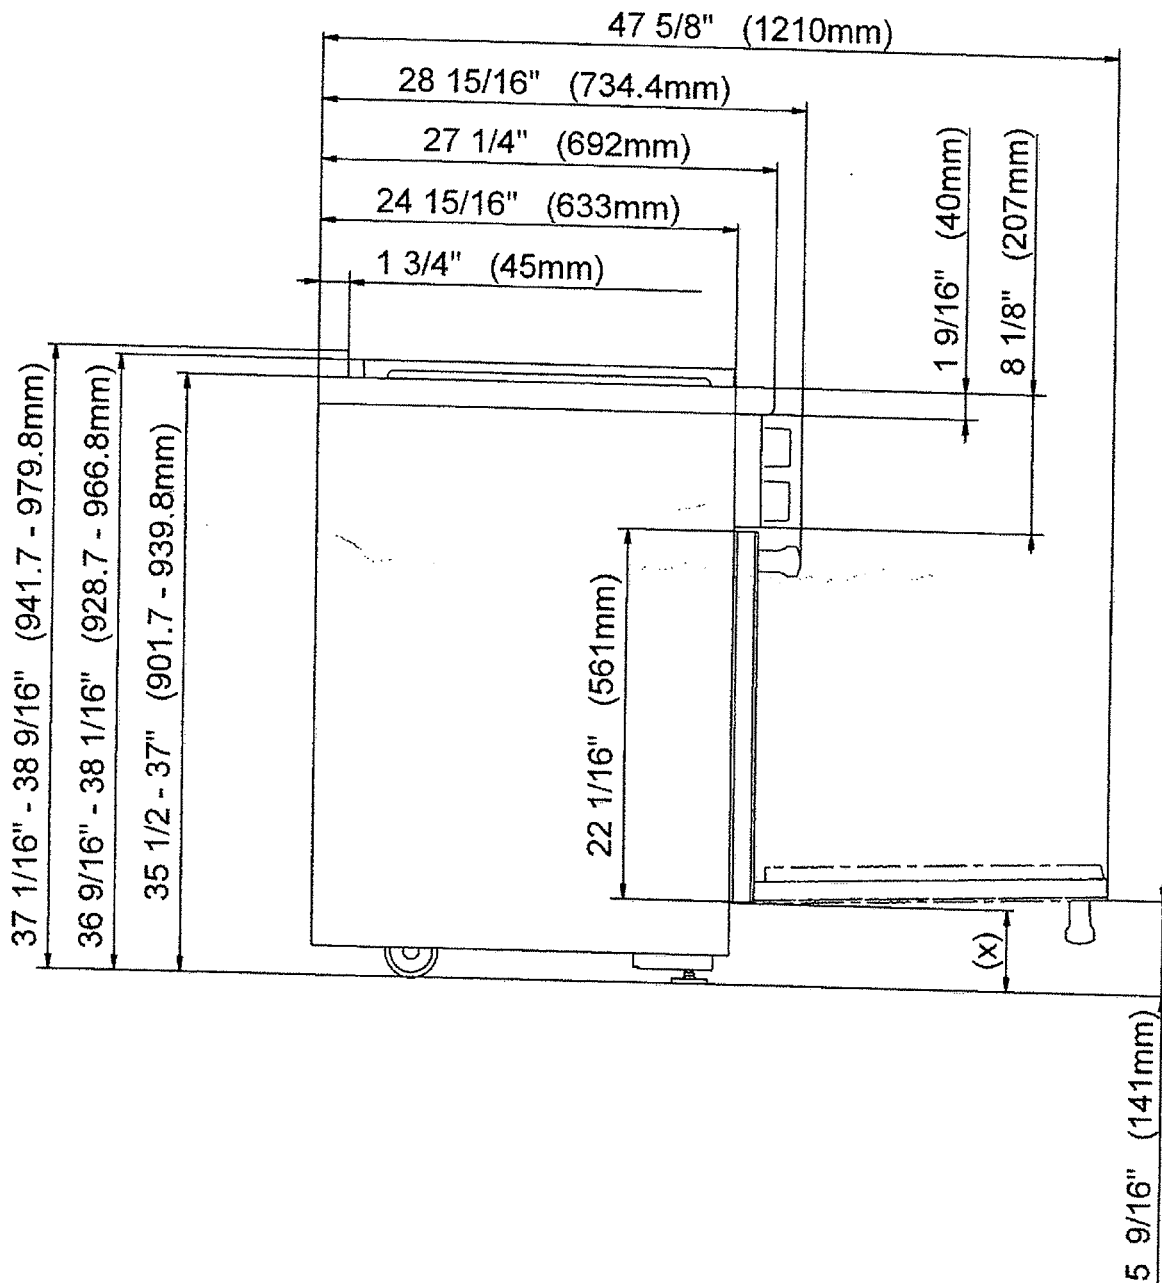 47 5/8" (1210mm)
28 15/16" (734.4mm)
27 1/4" (692mm)
24 15/16" (633mm)
1 3/4" (45mm)
1 9/16" (40mm)
8 1/8" (207mm)
37 1/16" - 38 9/16" (941.7 - 979.8mm)
36 9/16" - 38 1/16" (928.7 - 966.8mm)
35 1/2 - 37" (901.7 - 939.8mm)
22 1/16" (561mm)
(x)
5 9/16" (141mm)